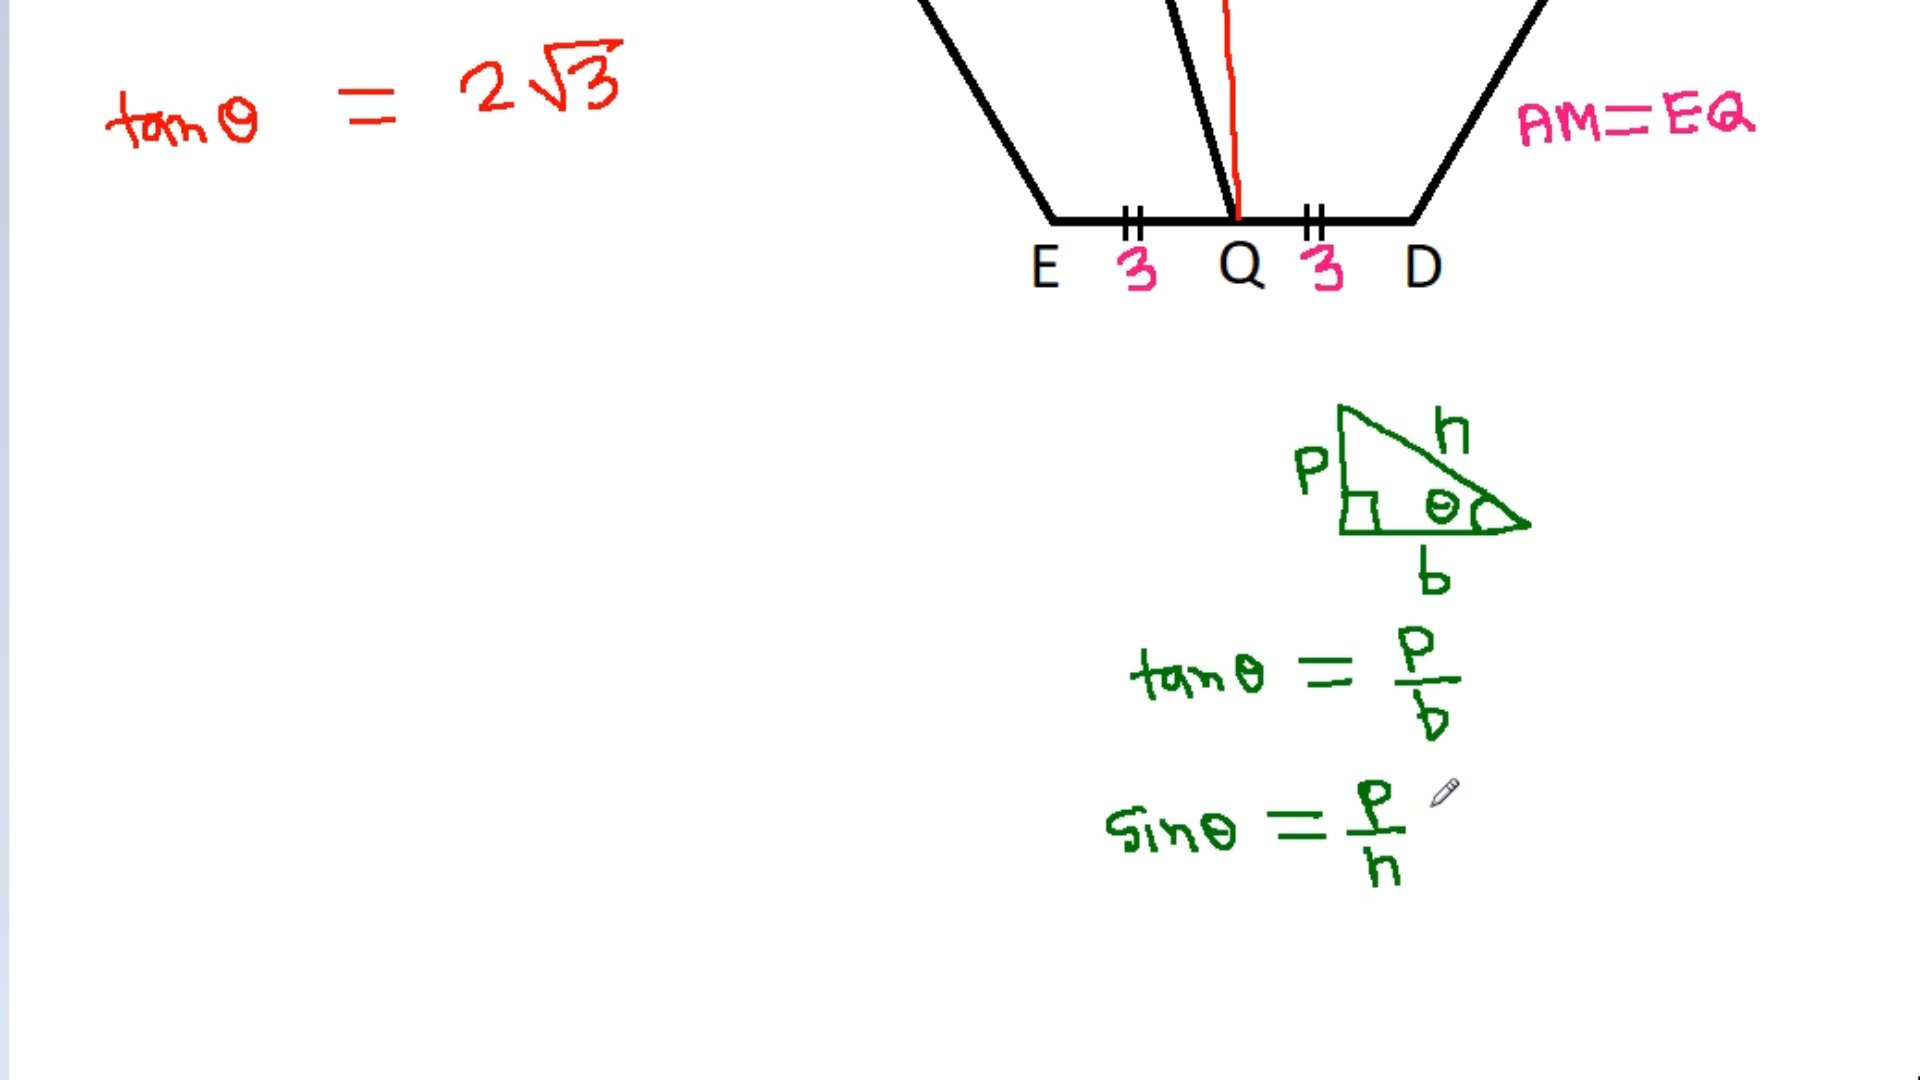 tanθ = 2√3
AM=EQ
E 3 Q 3 D
h
P
θ
b
tanθ = P/b
sinθ = P/h